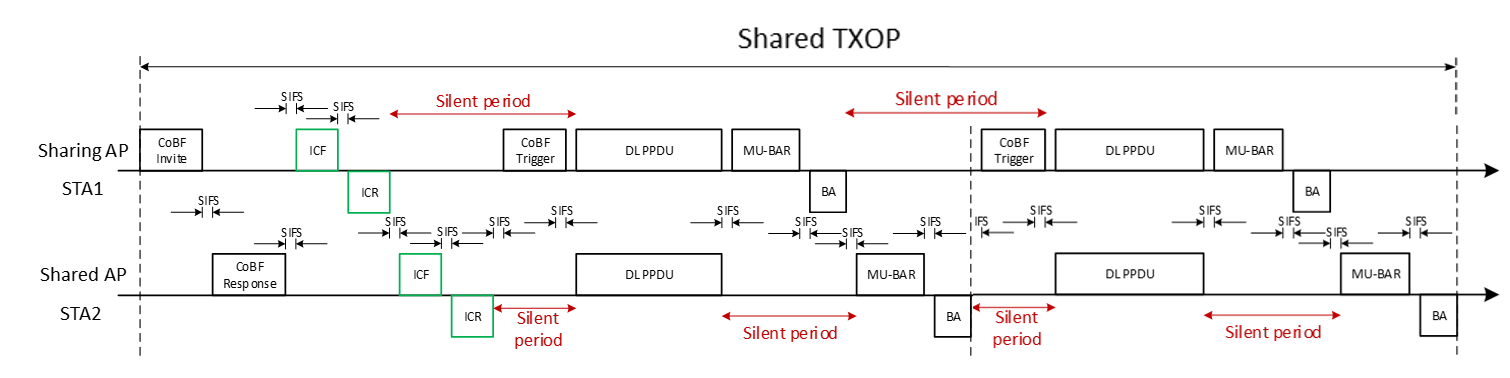 Shared TXOP
SIFS
SIFS
Silent period
Silent period
Sharing AP
CoBF
Invite
ICF
CoBF
Trigger
DL PPDU
MU-BAR
CoBF
Trigger
DL PPDU
MU-BAR
STA1
ICR
BA
BA
SIFS
SIFS
SIFS
SIFS
SIFS
SIFS
SIFS
IFS
SIFS
SIFS
SIFS
SIFS
SIFS
SIFS
SIFS
SIFS
SIFS
Shared AP
CoBF
Response
ICF
DL PPDU
MU-BAR
DL PPDU
MU-BAR
STA2
ICR
Silent
period
Silent period
BA
Silent
period
Silent period
BA